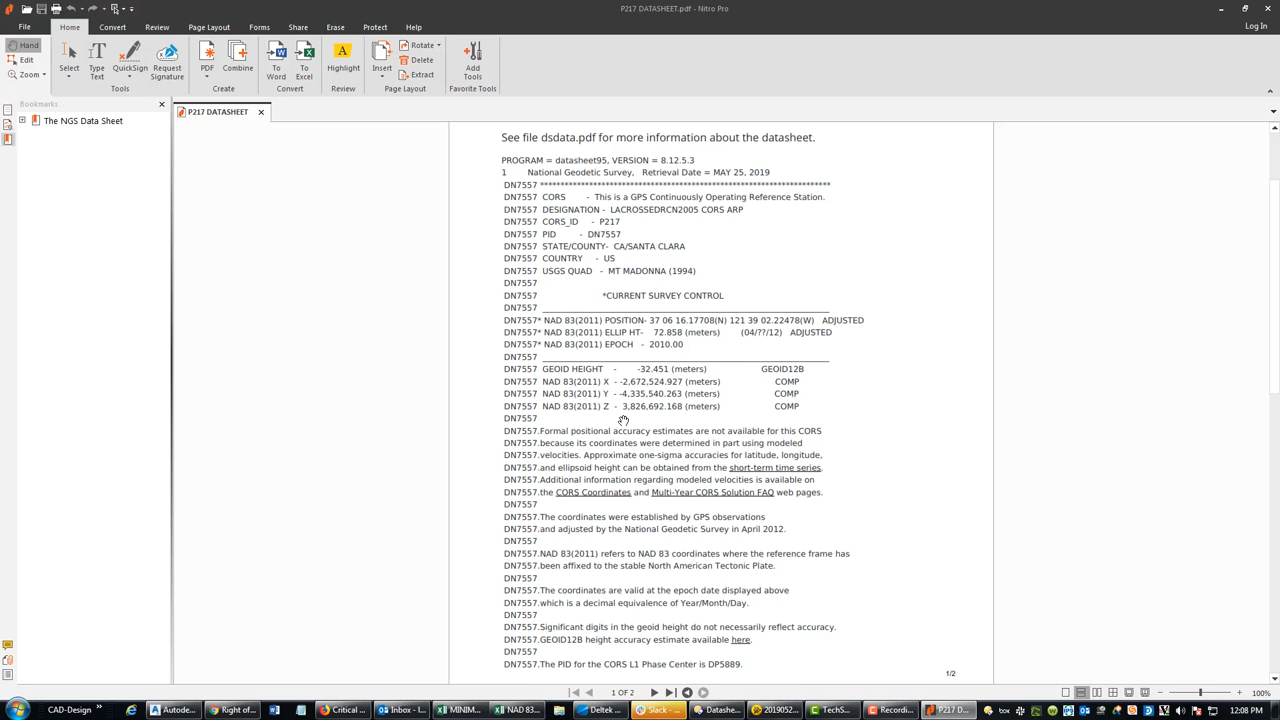 P217 DATASHEET.pdf - Nitro Pro
File Home Convert Review Page Layout Forms Share Erase Protect Help
Log In
Hand
Edit
Zoom
Select
Type Text
QuickSign
Request Signature
Tools
PDF
Combine
Create
To Word
To Excel
Convert
Highlight
Review
Insert
Rotate
Delete
Extract
Page Layout
Add Tools
Favorite Tools
Bookmarks
The NGS Data Sheet
P217 DATASHEET
See file dsdata.pdf for more information about the datasheet.
PROGRAM = datasheet95, VERSION = 8.12.5.3
1 National Geodetic Survey, Retrieval Date = MAY 25, 2019
DN7557 ***********************************************************************
DN7557 CORS - This is a GPS Continuously Operating Reference Station.
DN7557 DESIGNATION - LACROSSEDRCN2005 CORS ARP
DN7557 CORS_ID - P217
DN7557 PID - DN7557
DN7557 STATE/COUNTY- CA/SANTA CLARA
DN7557 COUNTRY - US
DN7557 USGS QUAD - MT MADONNA (1994)
DN7557
DN7557 *CURRENT SURVEY CONTROL
DN7557 ______________________________________________________________________
DN7557* NAD 83(2011) POSITION- 37 06 16.17708(N) 121 39 02.22478(W) ADJUSTED
DN7557* NAD 83(2011) ELLIP HT- 72.858 (meters) (04/??/12) ADJUSTED
DN7557* NAD 83(2011) EPOCH - 2010.00
DN7557 ______________________________________________________________________
DN7557 GEOID HEIGHT - -32.451 (meters) GEOID12B
DN7557 NAD 83(2011) X - -2,672,524.927 (meters) COMP
DN7557 NAD 83(2011) Y - -4,335,540.263 (meters) COMP
DN7557 NAD 83(2011) Z - 3,826,692.168 (meters) COMP
DN7557
DN7557.Formal positional accuracy estimates are not available for this CORS
DN7557.because its coordinates were determined in part using modeled
DN7557.velocities. Approximate one-sigma accuracies for latitude, longitude,
DN7557.and ellipsoid height can be obtained from the short-term time series.
DN7557.Additional information regarding modeled velocities is available on
DN7557.the CORS Coordinates and Multi-Year CORS Solution FAQ web pages.
DN7557
DN7557.The coordinates were established by GPS observations
DN7557.and adjusted by the National Geodetic Survey in April 2012.
DN7557
DN7557.NAD 83(2011) refers to NAD 83 coordinates where the reference frame has
DN7557.been affixed to the stable North American Tectonic Plate.
DN7557
DN7557.The coordinates are valid at the epoch date displayed above
DN7557.which is a decimal equivalence of Year/Month/Day.
DN7557
DN7557.Significant digits in the geoid height do not necessarily reflect accuracy.
DN7557.GEOID12B height accuracy estimate available here.
DN7557
DN7557.The PID for the CORS L1 Phase Center is DP5889.
1/2
1 OF 2
100%
CAD-Design
Autode...
Right of...
Critical ...
Inbox - I...
MINIM...
NAD 83...
Deltek ...
Slack - ...
Datashe...
2019052...
TechS...
Recordi...
P217 D...
12:08 PM